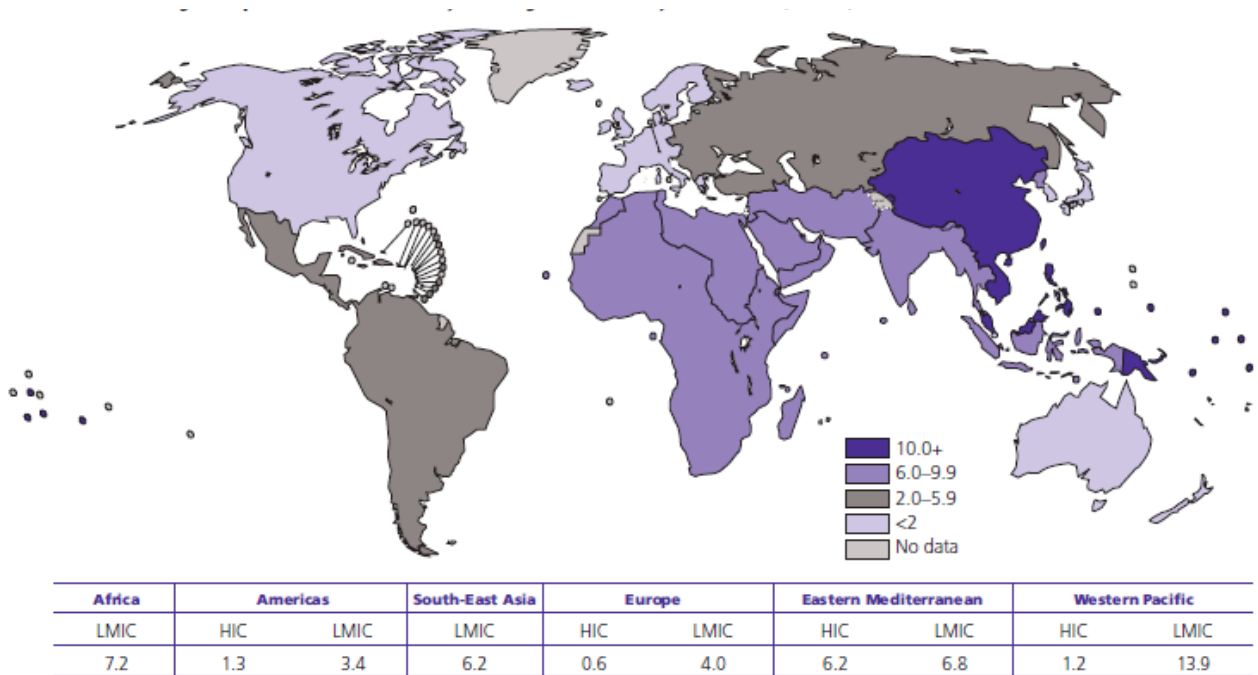 10.0+
6.0–9.9
2.0–5.9
<2
No data
Africa Americas South-East Asia Europe Eastern Mediterranean Western Pacific
LMIC HIC LMIC LMIC HIC LMIC HIC LMIC HIC LMIC
7.2 1.3 3.4 6.2 0.6 4.0 6.2 6.8 1.2 13.9